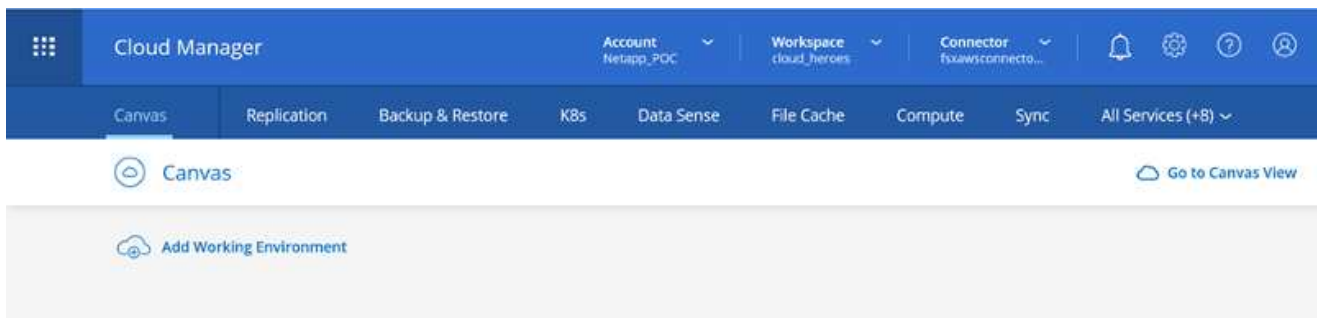 Cloud Manager
Account
Netapp_POC
Workspace
cloud_heroes
Connector
fsxawsconnecto...
Canvas Replication Backup & Restore K8s Data Sense File Cache Compute Sync All Services (+8)
Canvas
Go to Canvas View
Add Working Environment